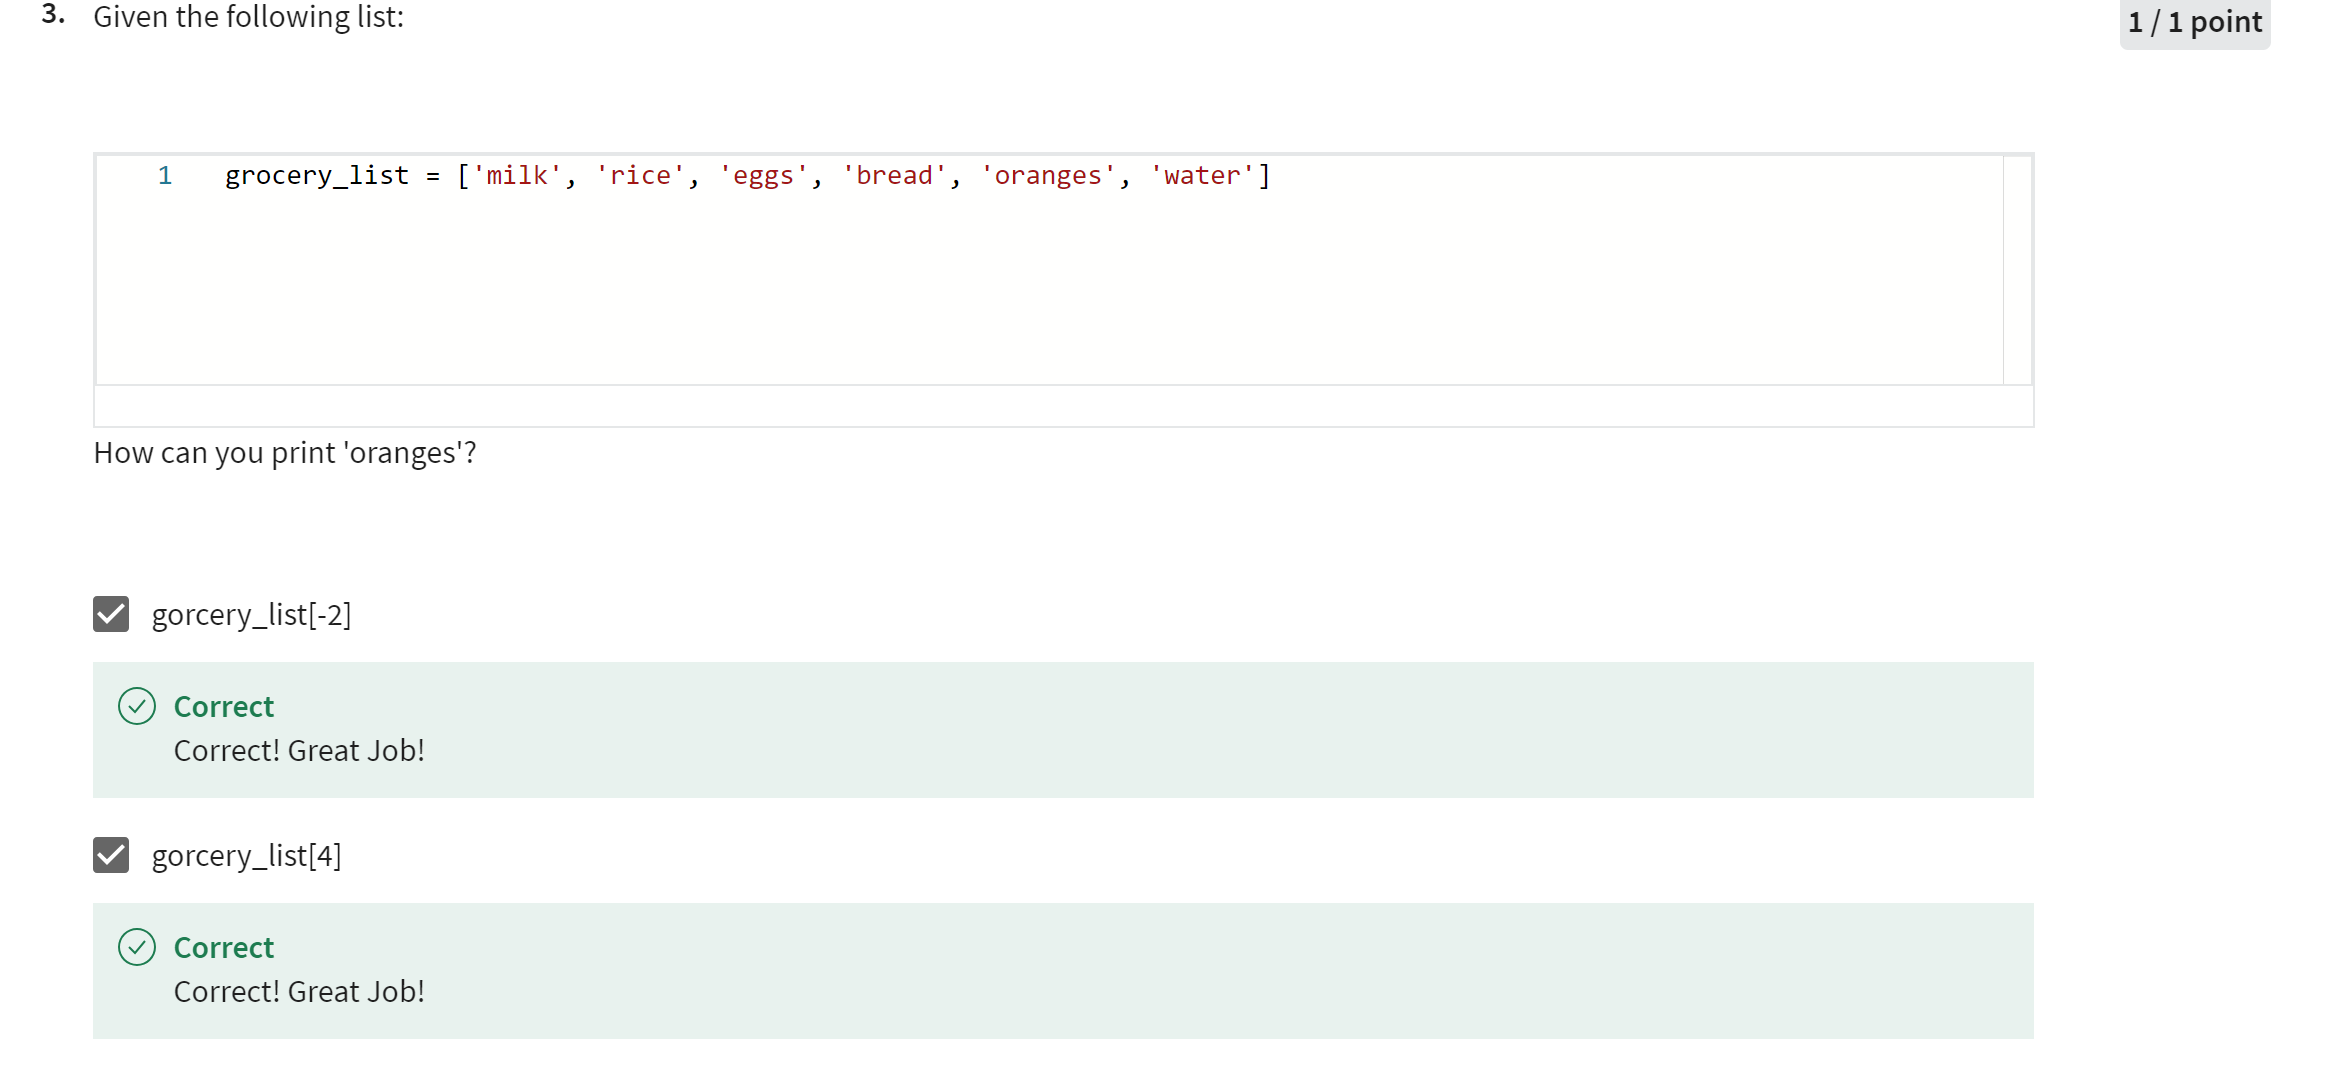 3. Given the following list:
1 / 1 point
1 grocery_list = ['milk', 'rice', 'eggs', 'bread', 'oranges', 'water']
How can you print 'oranges'?
gorcery_list[-2]
Correct
Correct! Great Job!
gorcery_list[4]
Correct
Correct! Great Job!